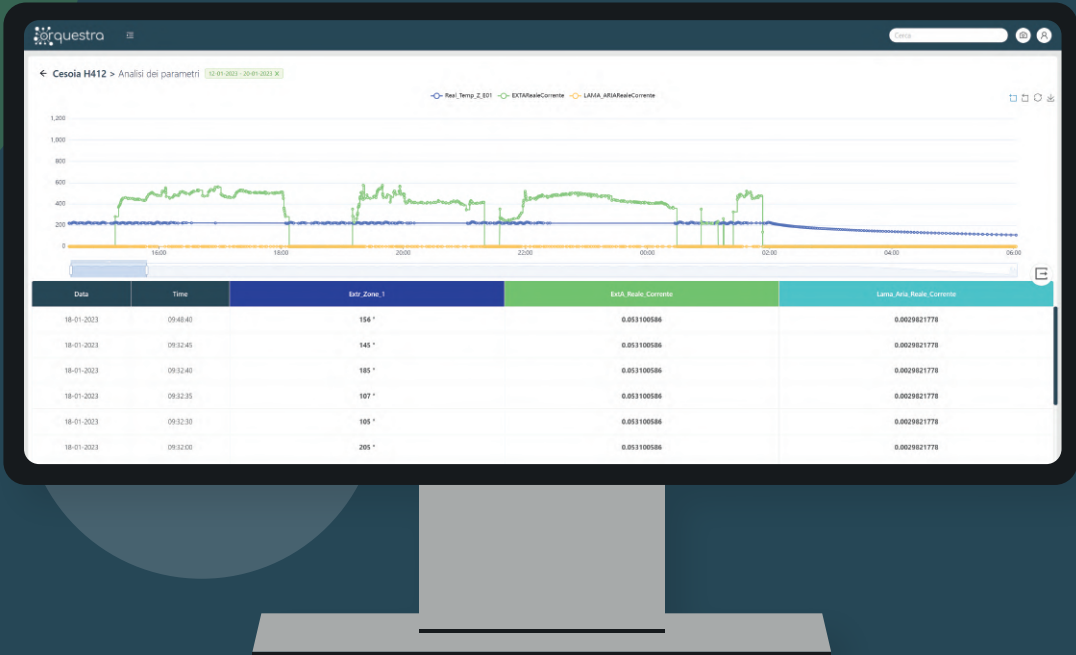 orquestra
Cerca
Cesoia H412 > Analisi dei parametri 12-01-2023 - 20-01-2023 ×
Real_Temp_Z_601 EXTARealeCorrente LAMA_ARIARealeCorrente
1,200
1,000
800
600
400
200
0
16:00 18:00 20:00 22:00 00:00 02:00 04:00 06:00
Data Time Extr_Zone_1 ExtA_Reale_Corrente Lama_Aria_Reale_Corrente
18-01-2023 09:48:40 156 ° 0.053100586 0.0029821778
18-01-2023 09:32:45 145 ° 0.053100586 0.0029821778
18-01-2023 09:32:40 185 ° 0.053100586 0.0029821778
18-01-2023 09:32:35 107 ° 0.053100586 0.0029821778
18-01-2023 09:32:30 105 ° 0.053100586 0.0029821778
18-01-2023 09:32:00 205 ° 0.053100586 0.0029821778